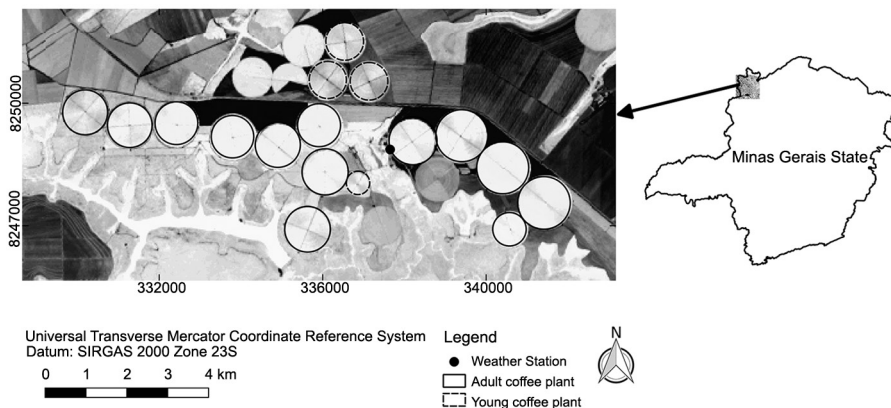 8250000
8247000
332000
336000
340000
Minas Gerais State
Universal Transverse Mercator Coordinate Reference System
Datum: SIRGAS 2000 Zone 23S
0 1 2 3 4 km
Legend
Weather Station
Adult coffee plant
Young coffee plant
N